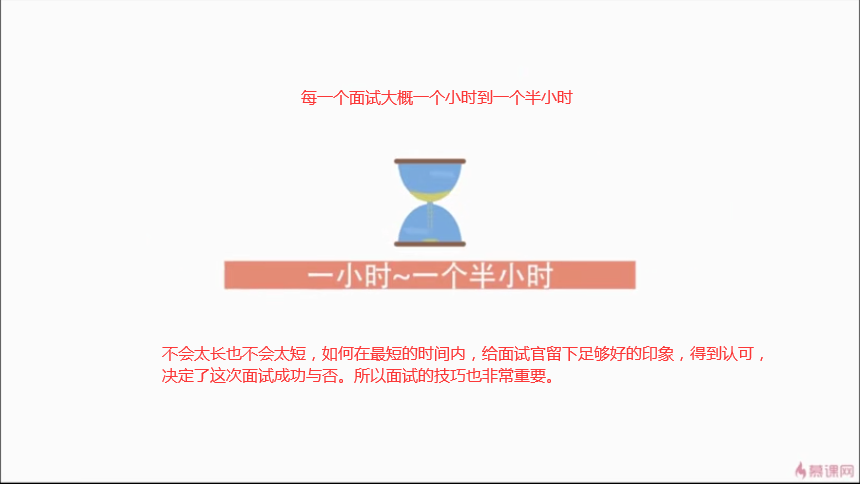 每一个面试大概一个小时到一个半小时
一小时~一个半小时
不会太长也不会太短，如何在最短的时间内，给面试官留下足够好的印象，得到认可，
决定了这次面试成功与否。所以面试的技巧也非常重要。
慕课网